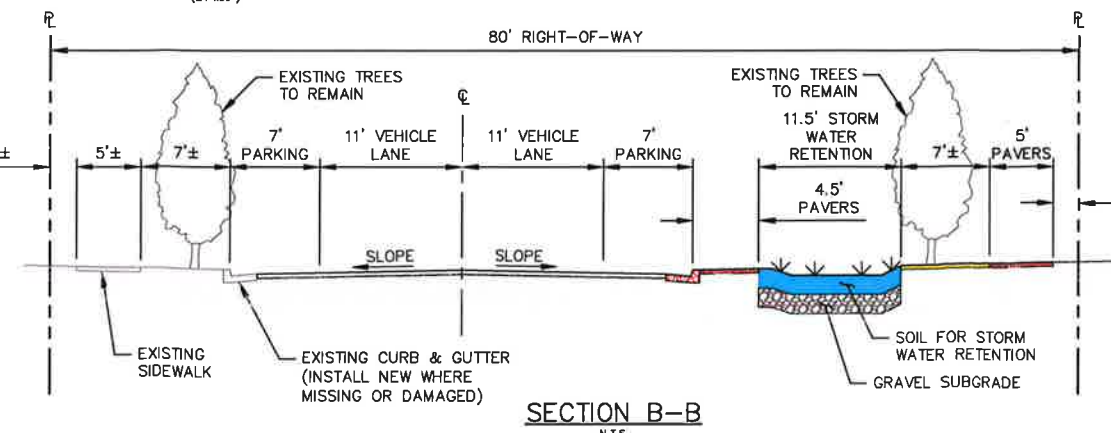 ℄
℄
80' RIGHT-OF-WAY
EXISTING TREES
TO REMAIN
EXISTING TREES
TO REMAIN
℄
±
5'±
7'±
7'
PARKING
11' VEHICLE
LANE
11' VEHICLE
LANE
7'
PARKING
11.5' STORM
WATER
RETENTION
7'±
5'
PAVERS
4.5'
PAVERS
SLOPE
SLOPE
EXISTING
SIDEWALK
EXISTING CURB & GUTTER
(INSTALL NEW WHERE
MISSING OR DAMAGED)
SOIL FOR STORM
WATER RETENTION
GRAVEL SUBGRADE
SECTION B-B